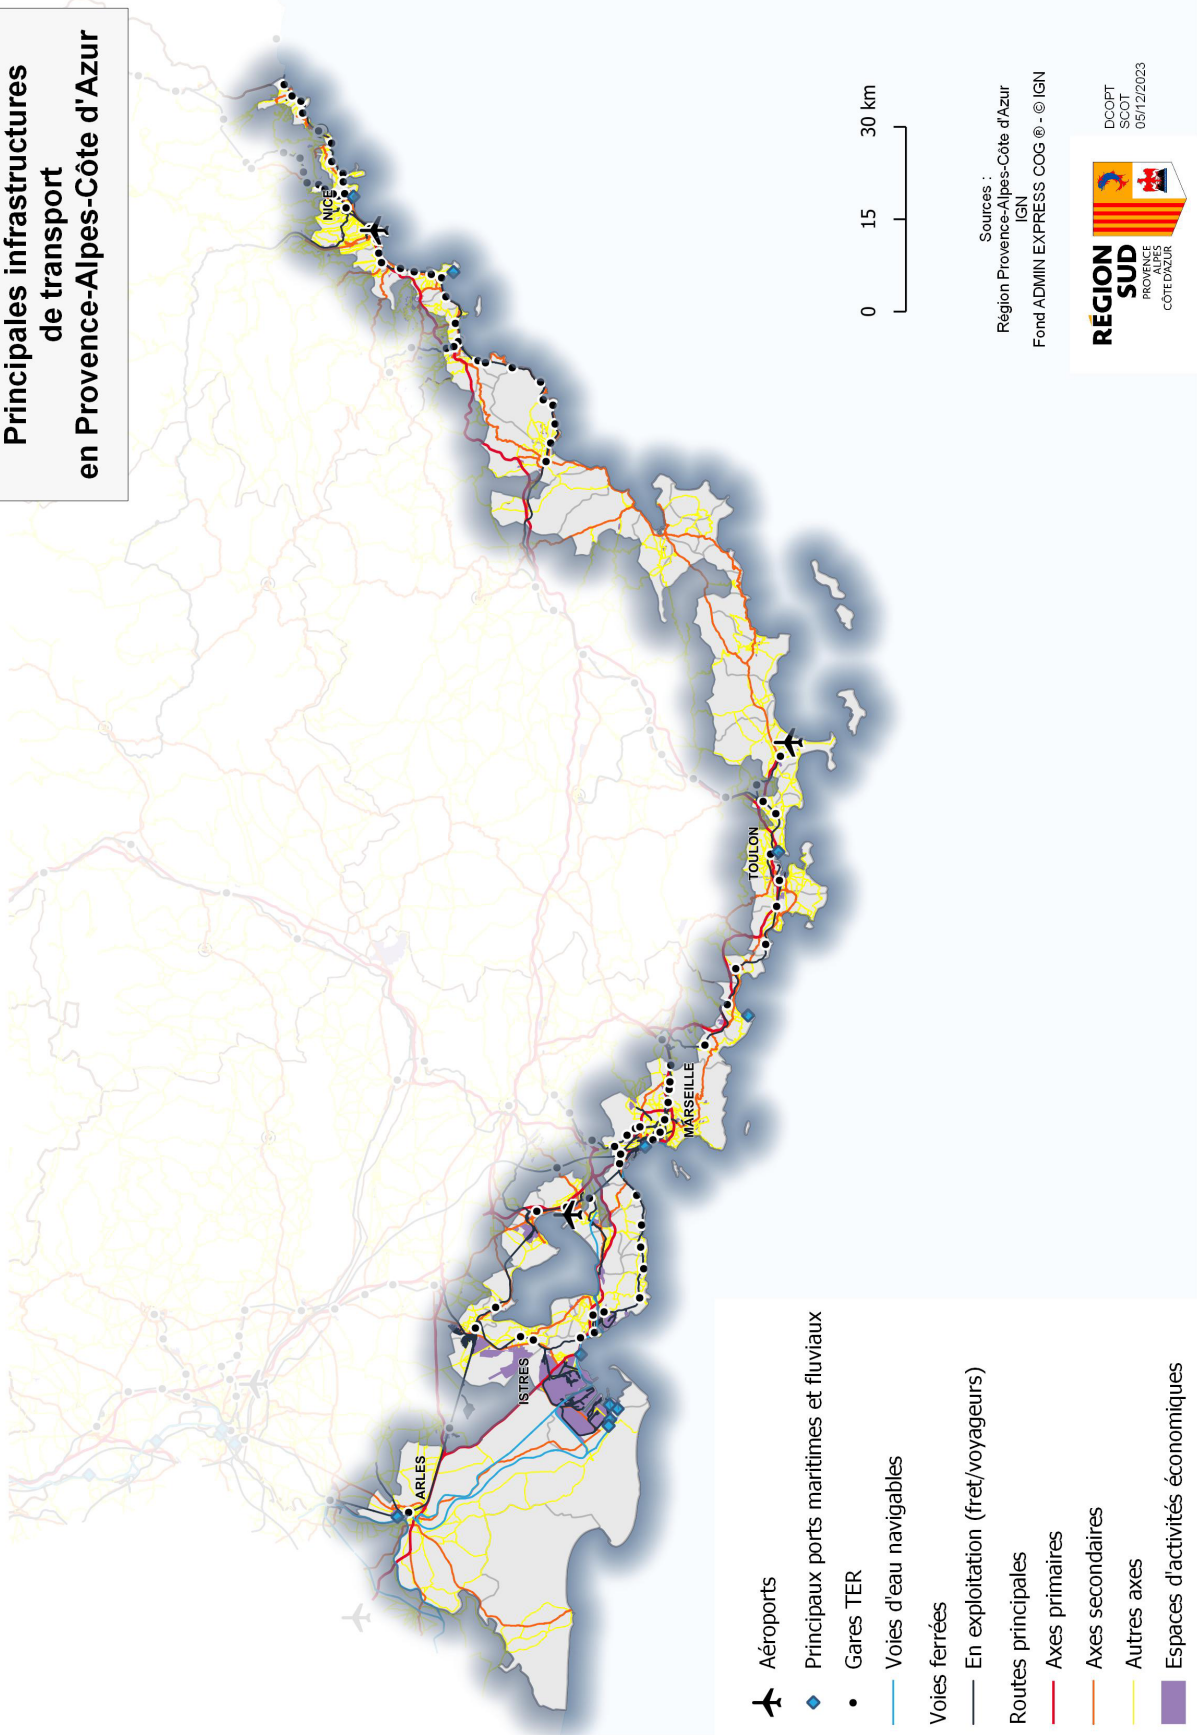 Principales infrastructures
de transport
en Provence-Alpes-Côte d'Azur
NICE
TOULON
MARSEILLE
ISTRES
ARLES
0 15 30 km
Sources :
Région Provence-Alpes-Côte d'Azur
IGN
Fond ADMIN EXPRESS COG ® - © IGN
RÉGION
SUD
PROVENCE
ALPES
CÔTE D'AZUR
DCOPT
SCOT
05/12/2023
Aéroports
Principaux ports maritimes et fluviaux
Gares TER
Voies d'eau navigables
Voies ferrées
En exploitation (fret/voyageurs)
Routes principales
Axes primaires
Axes secondaires
Autres axes
Espaces d'activités économiques